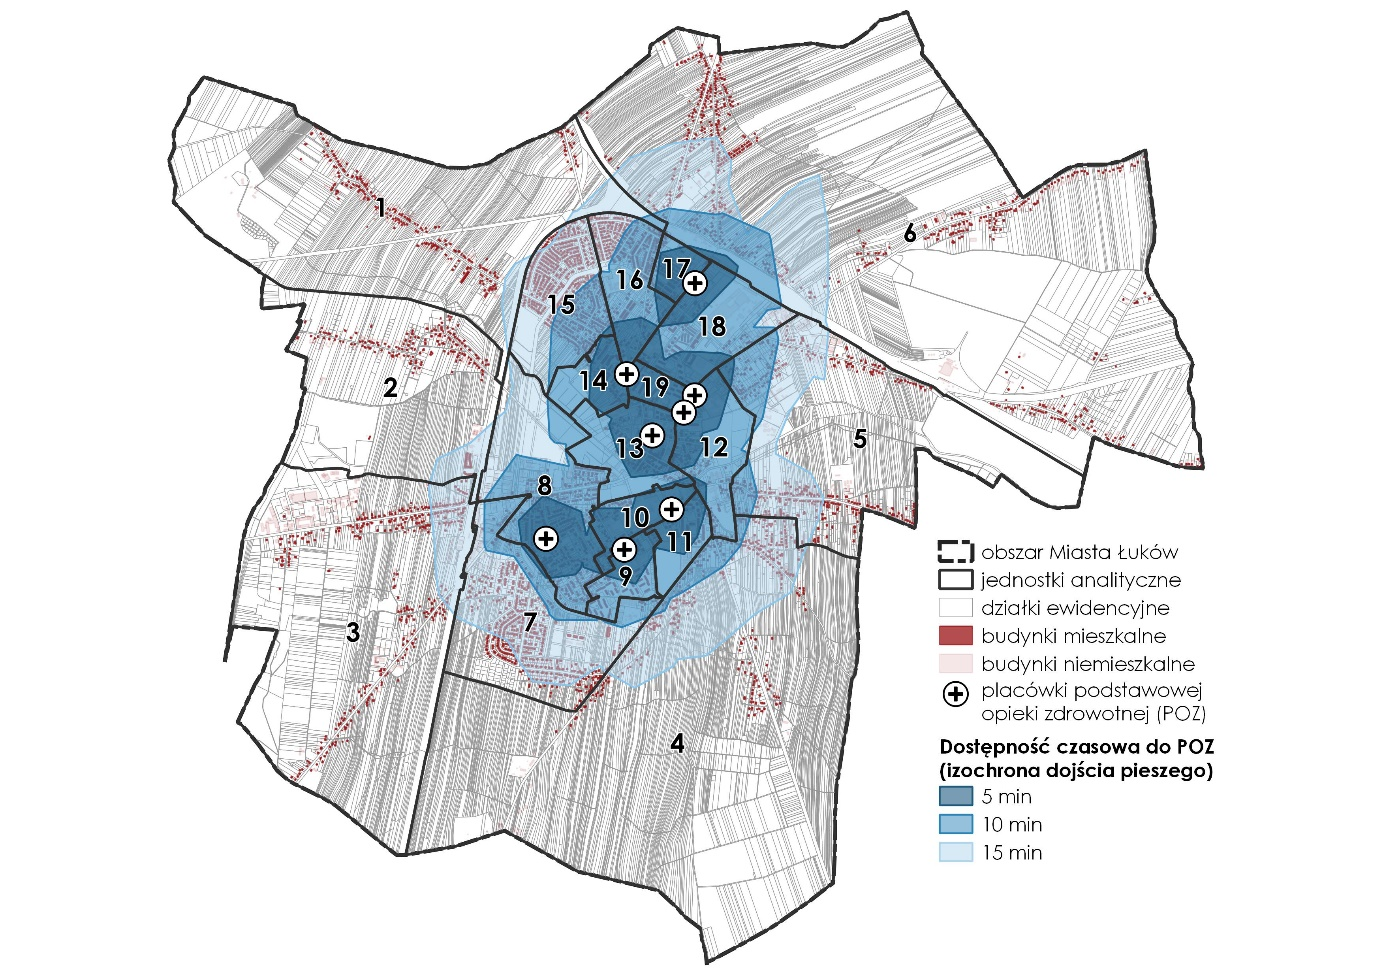 1
6
17
16
15
18
14
19
2
5
13
12
8
10
11
9
7
3
4
obszar Miasta Łuków
jednostki analityczne
działki ewidencyjne
budynki mieszkalne
budynki niemieszkalne
placówki podstawowej
opieki zdrowotnej (POZ)
Dostępność czasowa do POZ
(izochrona dojścia pieszego)
5 min
10 min
15 min